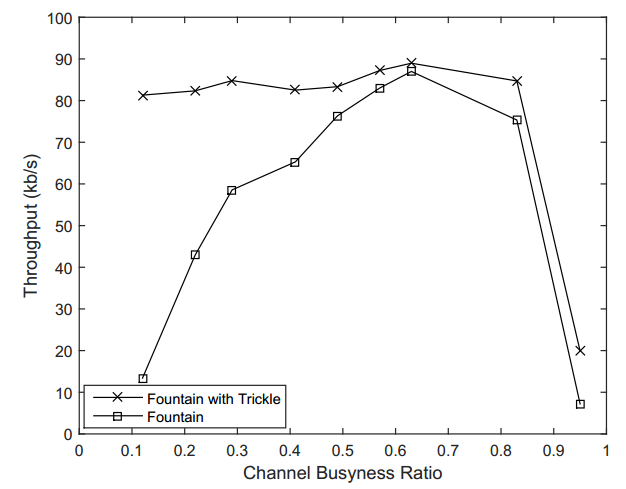 100
90
80
70
60
50
40
30
20
10
0
Throughput (kb/s)
Fountain with Trickle
Fountain
0 0.1 0.2 0.3 0.4 0.5 0.6 0.7 0.8 0.9 1
Channel Busyness Ratio